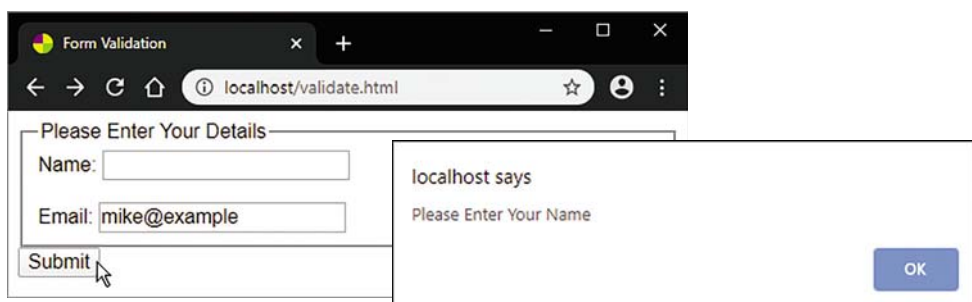 Form Validation
localhost/validate.html
Please Enter Your Details
Name:
Email: mike@example
Submit
localhost says
Please Enter Your Name
OK